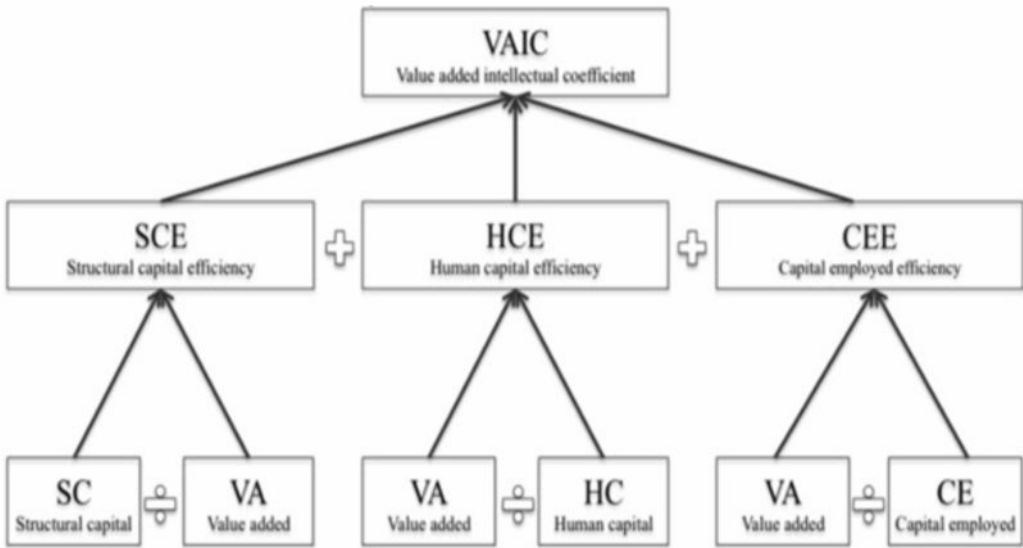 VAIC
Value added intellectual coefficient
SCE
Structural capital efficiency
HCE
Human capital efficiency
CEE
Capital employed efficiency
SC
Structural capital
VA
Value added
VA
Value added
HC
Human capital
VA
Value added
CE
Capital employed